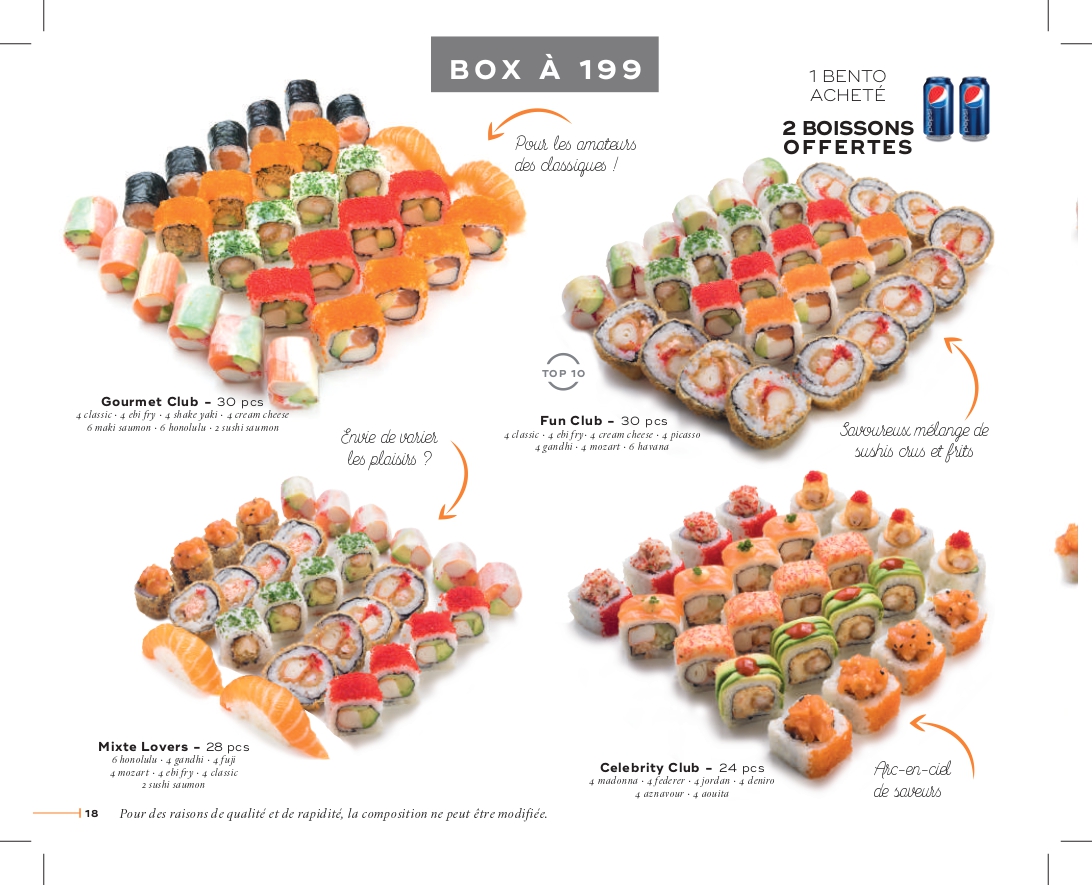 BOX À 199
1 BENTO
ACHETÉ
2 BOISSONS
OFFERTES
pepsi
pepsi
Pour les amateurs
des classiques !
Gourmet Club – 30 pcs
4 classic · 4 ebi fry · 4 shake yaki · 4 cream cheese
6 maki saumon · 6 honolulu · 2 sushi saumon
TOP 10
Fun Club – 30 pcs
4 classic · 4 ebi fry · 4 cream cheese · 4 picasso
4 gandhi · 4 mozart · 6 havana
Savoureux mélange de
sushis crus et frits
Envie de varier
les plaisirs ?
Mixte Lovers – 28 pcs
6 honolulu · 4 gandhi · 4 fuji
4 mozart · 4 ebi fry · 4 classic
2 sushi saumon
Celebrity Club – 24 pcs
4 madonna · 4 federer · 4 jordan · 4 deniro
4 aznavour · 4 aouita
Arc-en-ciel
de saveurs
18 Pour des raisons de qualité et de rapidité, la composition ne peut être modifiée.